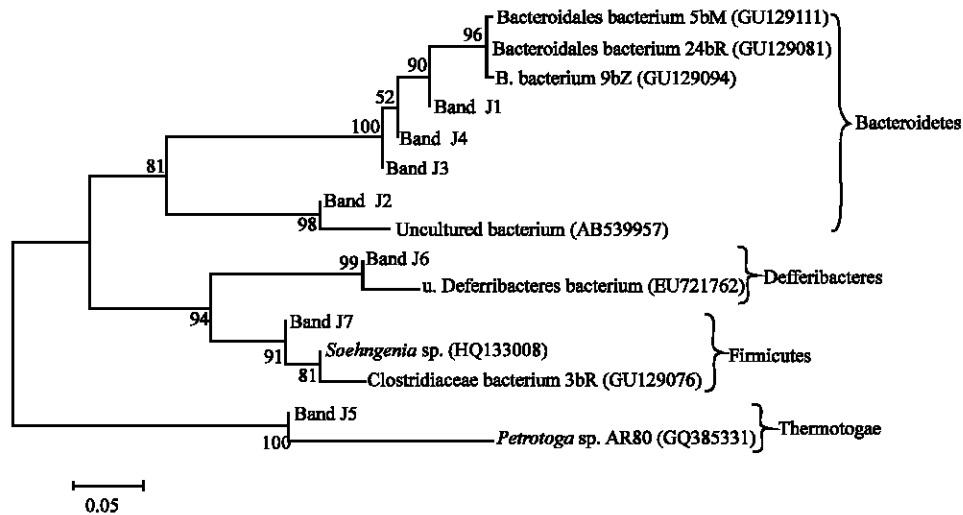 Bacteroidales bacterium 5bM (GU129111)
96
Bacteroidales bacterium 24bR (GU129081)
90
B. bacterium 9bZ (GU129094)
52
Band J1
Bacteroidetes
100
Band J4
81
Band J3
Band J2
98
Uncultured bacterium (AB539957)
99
Band J6
Defferibacteres
u. Deferribacteres bacterium (EU721762)
94
Band J7
91
Soehngenia sp. (HQ133008)
Firmicutes
81
Clostridiaceae bacterium 3bR (GU129076)
Band J5
Thermotogae
100
Petrotoga sp. AR80 (GQ385331)
0.05